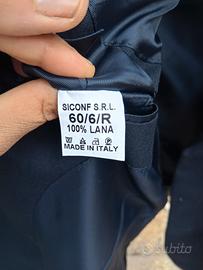 SICONF S.R.L.
60/6/R
100% LANA
MADE IN ITALY
subito